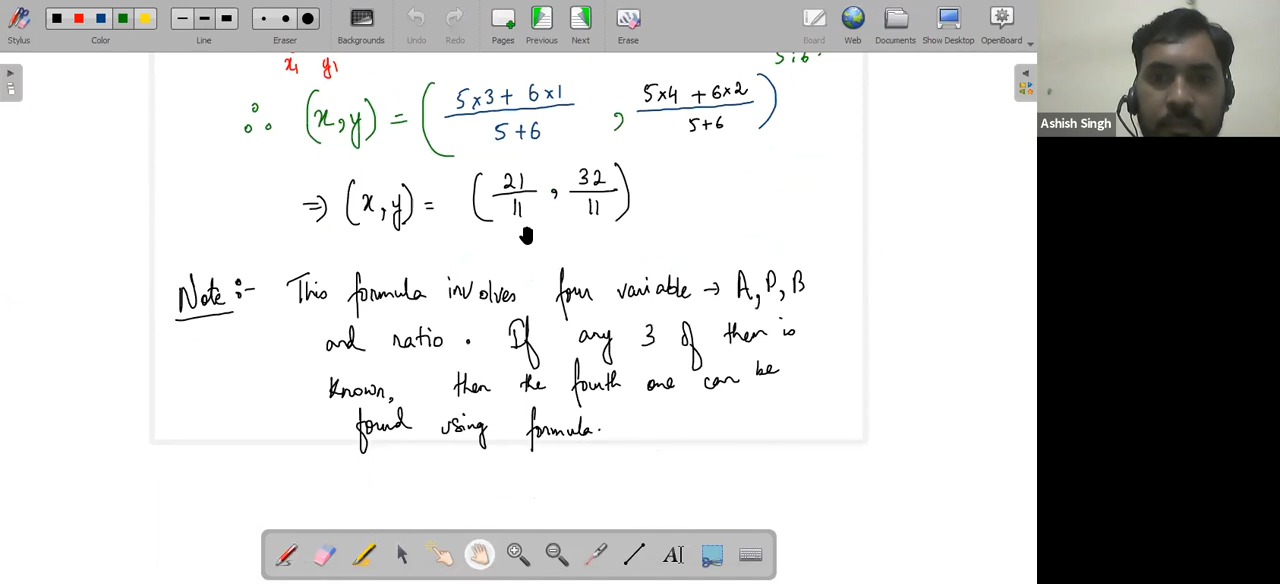 Stylus Color Line Eraser Backgrounds Undo Redo Pages Previous Next Erase Board Web Documents Show Desktop OpenBoard
Ashish Singh
x₁ y₁
∴ (x,y) = ( 5×3 + 6×1 / 5+6 , 5×4 + 6×2 / 5+6 )
⇒ (x,y) = ( 21/11 , 32/11 )
Note :- This formula involves four variable → A, P, B
and ratio . If any 3 of then is
known, then the fourth one can be
found using formula.